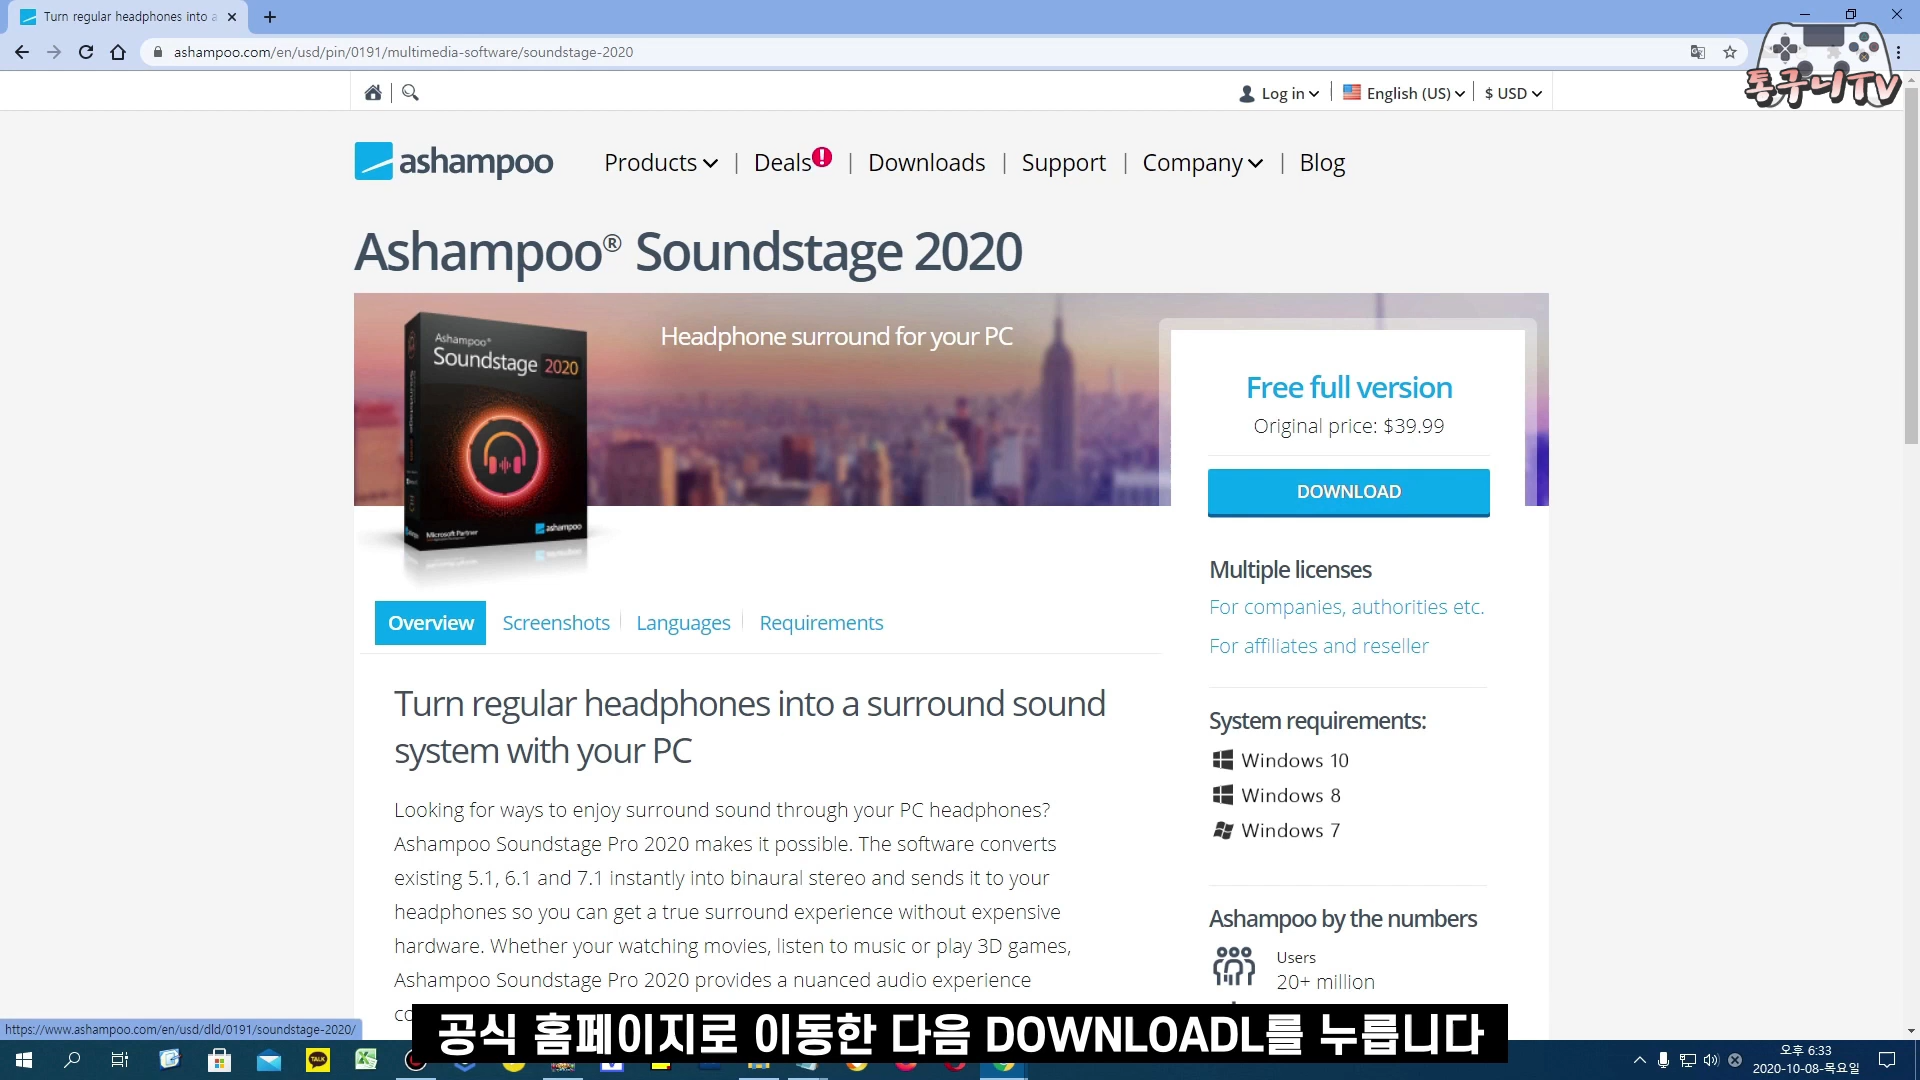 Turn regular headphones into a
ashampoo.com/en/usd/pin/0191/multimedia-software/soundstage-2020
통구니TV
Log in
English (US)
$ USD
ashampoo
Products
Deals
Downloads
Support
Company
Blog
Ashampoo® Soundstage 2020
Headphone surround for your PC
Ashampoo®
Soundstage 2020
Microsoft Partner
ashampoo
Free full version
Original price: $39.99
DOWNLOAD
Multiple licenses
For companies, authorities etc.
For affiliates and reseller
Overview
Screenshots
Languages
Requirements
Turn regular headphones into a surround sound
system with your PC
Looking for ways to enjoy surround sound through your PC headphones?
Ashampoo Soundstage Pro 2020 makes it possible. The software converts
existing 5.1, 6.1 and 7.1 instantly into binaural stereo and sends it to your
headphones so you can get a true surround experience without expensive
hardware. Whether your watching movies, listen to music or play 3D games,
Ashampoo Soundstage Pro 2020 provides a nuanced audio experience
System requirements:
Windows 10
Windows 8
Windows 7
Ashampoo by the numbers
Users
20+ million
https://www.ashampoo.com/en/usd/dld/0191/soundstage-2020/
공식 홈페이지로 이동한 다음 DOWNLOADL를 누릅니다
TALK
오후 6:33
2020-10-08-목요일